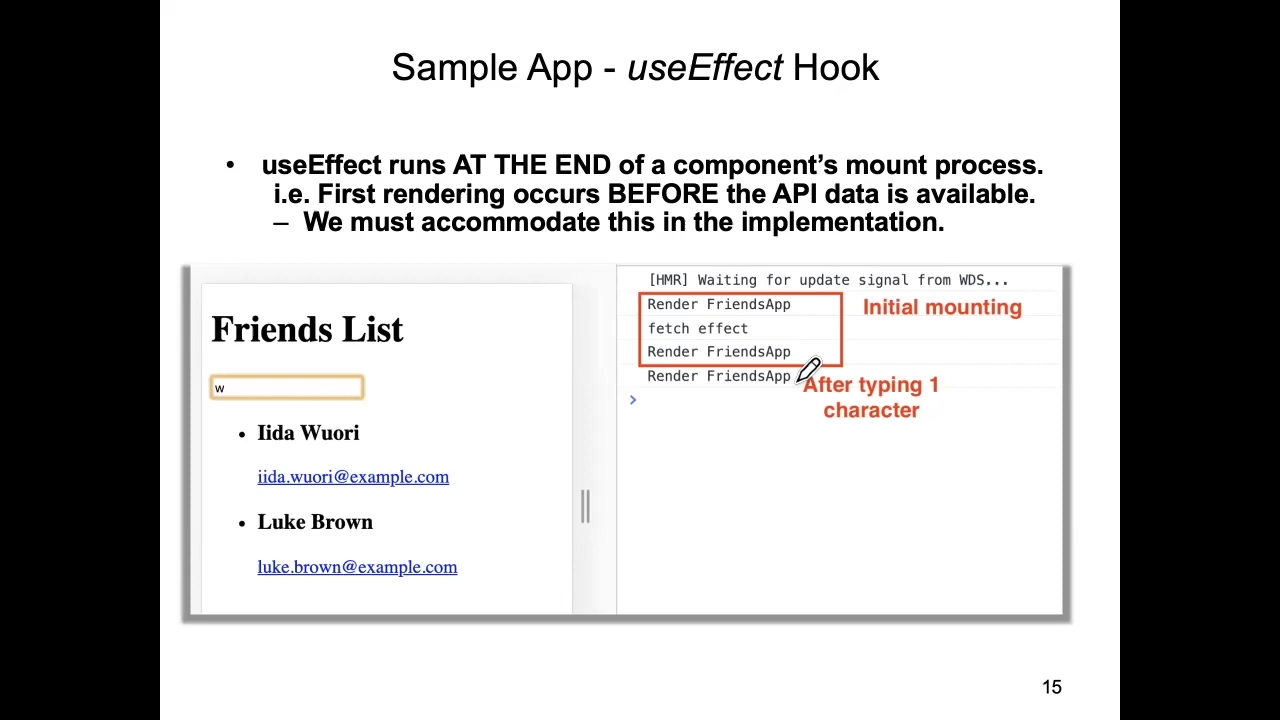 Sample App - useEffect Hook
• useEffect runs AT THE END of a component’s mount process.
i.e. First rendering occurs BEFORE the API data is available.
– We must accommodate this in the implementation.
Friends List
w
• Iida Wuori
iida.wuori@example.com
• Luke Brown
luke.brown@example.com
[HMR] Waiting for update signal from WDS...
Render FriendsApp
Initial mounting
fetch effect
Render FriendsApp
Render FriendsApp
After typing 1
character
>
15